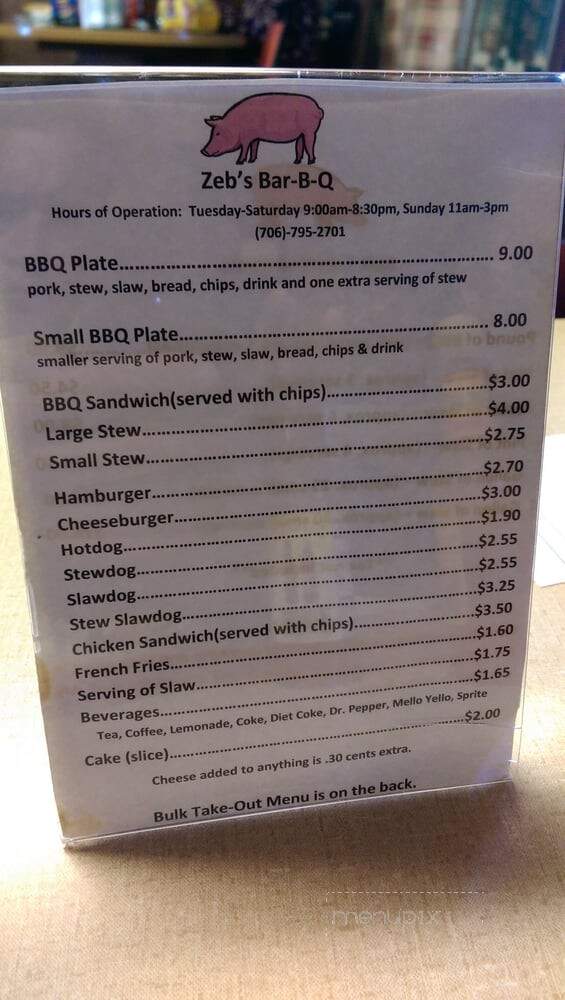 Zeb's Bar-B-Q
Hours of Operation: Tuesday-Saturday 9:00am-8:30pm, Sunday 11am-3pm
(706)-795-2701
BBQ Plate........................................ 9.00
pork, stew, slaw, bread, chips, drink and one extra serving of stew
Small BBQ Plate........................................ 8.00
smaller serving of pork, stew, slaw, bread, chips & drink
BBQ Sandwich(served with chips)........................................$3.00
Large Stew........................................$4.00
Small Stew........................................$2.75
Hamburger........................................$2.70
Cheeseburger........................................$3.00
Hotdog........................................$1.90
Stewdog........................................$2.55
Slawdog........................................$2.55
Stew Slawdog........................................$3.25
Chicken Sandwich(served with chips)........................................$3.50
French Fries........................................$1.60
Serving of Slaw........................................$1.75
Beverages........................................$1.65
Tea, Coffee, Lemonade, Coke, Diet Coke, Dr. Pepper, Mello Yello, Sprite
Cake (slice)........................................$2.00
Cheese added to anything is .30 cents extra.
Bulk Take-Out Menu is on the back.
menupix